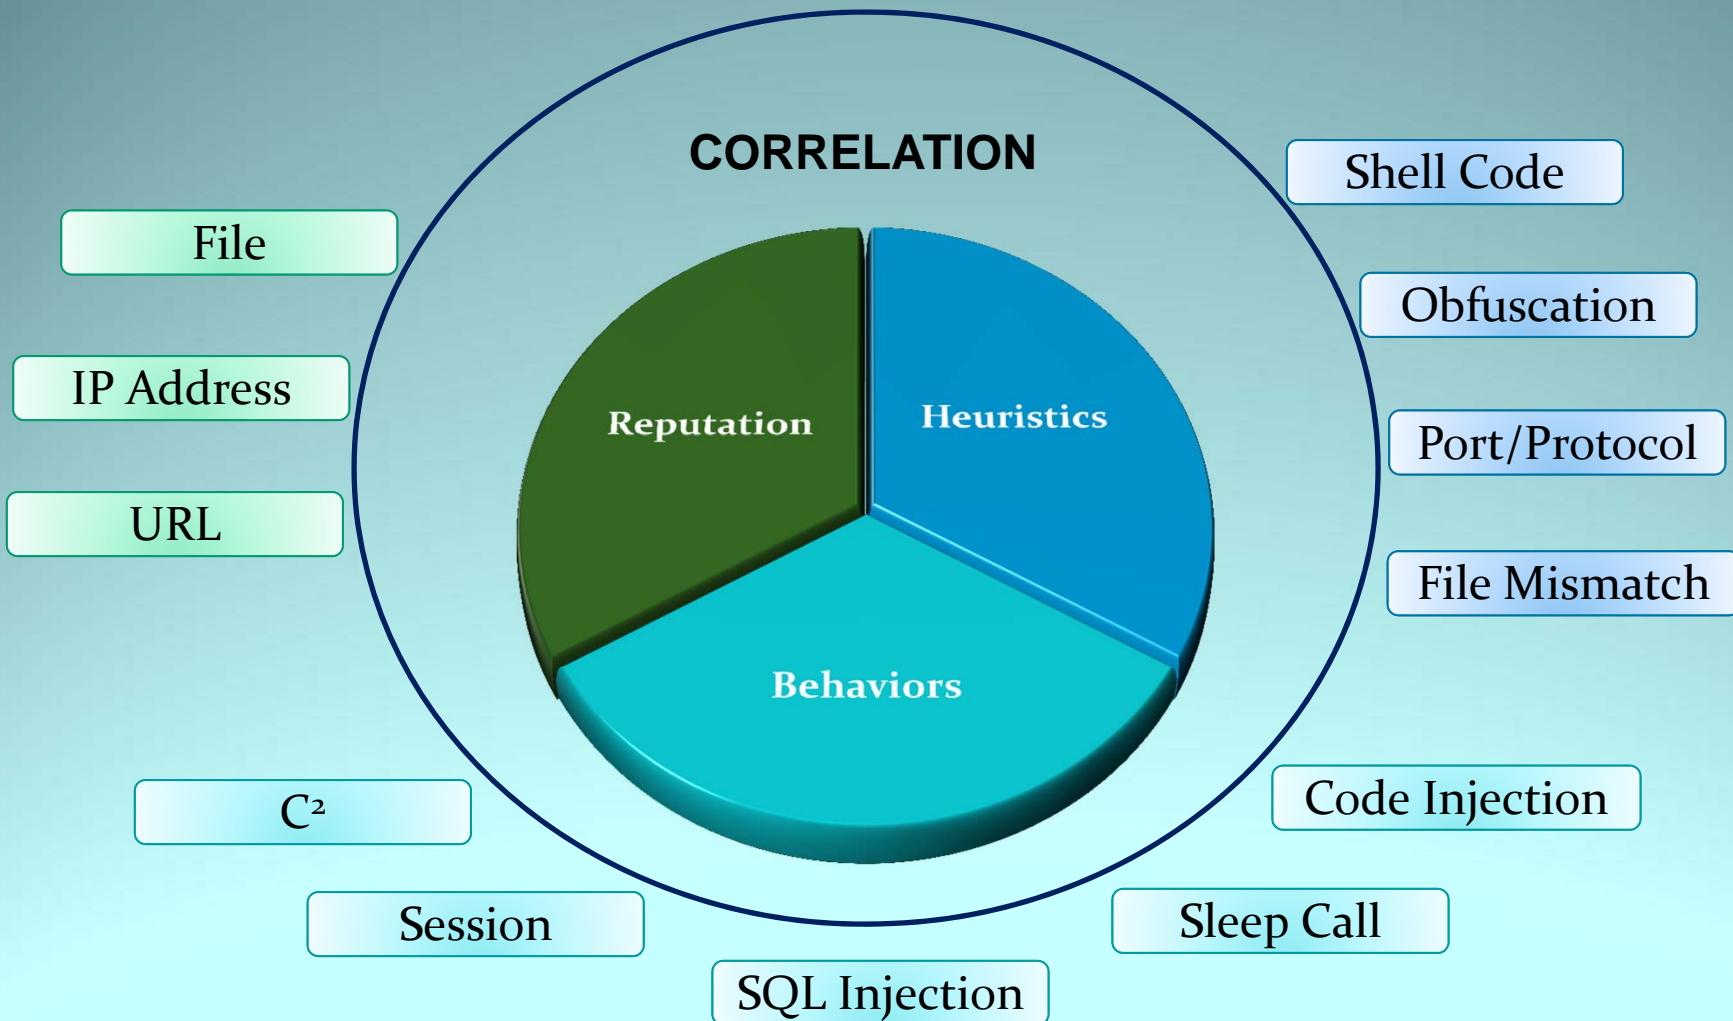 CORRELATION
Shell Code
File
Obfuscation
IP Address
Reputation
Heuristics
Port/Protocol
URL
File Mismatch
Behaviors
C²
Code Injection
Session
Sleep Call
SQL Injection